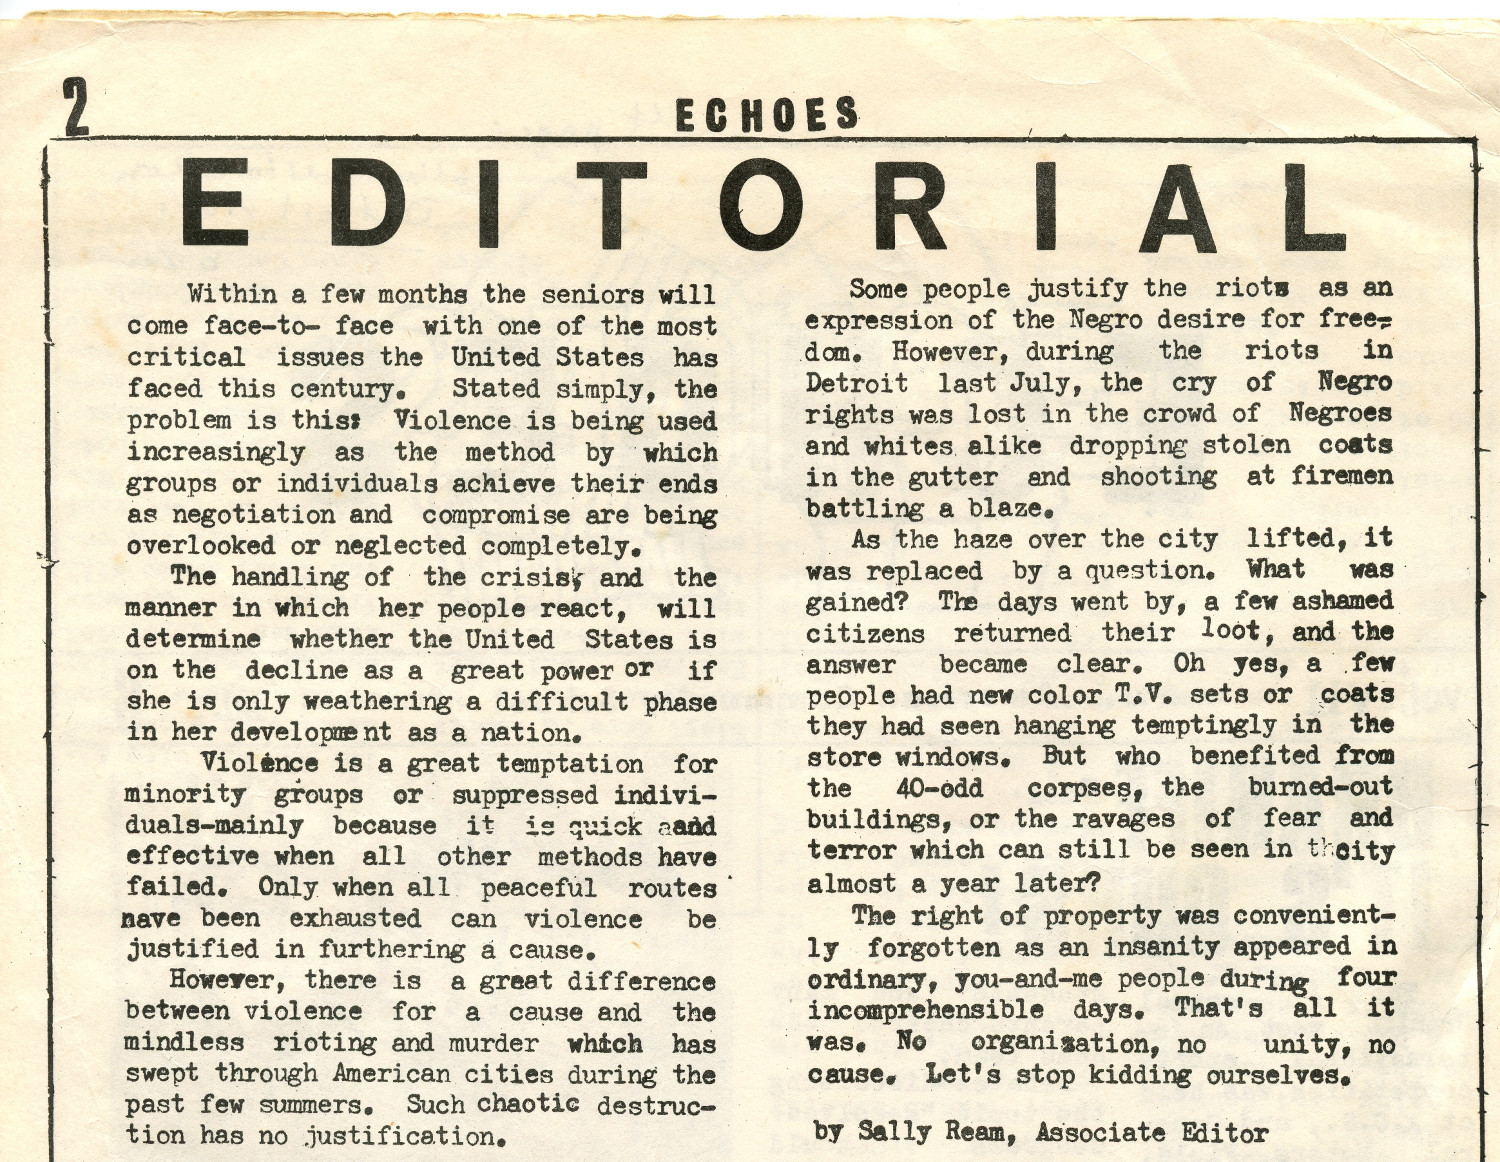 2
ECHOES
EDITORIAL
Within a few months the seniors will
come face-to- face with one of the most
critical issues the United States has
faced this century. Stated simply, the
problem is this: Violence is being used
increasingly as the method by which
groups or individuals achieve their ends
as negotiation and compromise are being
overlooked or neglected completely.
The handling of the crisis, and the
manner in which her people react, will
determine whether the United States is
on the decline as a great power or if
she is only weathering a difficult phase
in her development as a nation.
Violence is a great temptation for
minority groups or suppressed indivi-
duals-mainly because it is quick aand
effective when all other methods have
failed. Only when all peaceful routes
have been exhausted can violence be
justified in furthering a cause.
However, there is a great difference
between violence for a cause and the
mindless rioting and murder which has
swept through American cities during the
past few summers. Such chaotic destruc-
tion has no justification.
Some people justify the riots as an
expression of the Negro desire for free-
dom. However, during the riots in
Detroit last July, the cry of Negro
rights was lost in the crowd of Negroes
and whites alike dropping stolen coats
in the gutter and shooting at firemen
battling a blaze.
As the haze over the city lifted, it
was replaced by a question. What was
gained? The days went by, a few ashamed
citizens returned their loot, and the
answer became clear. Oh yes, a few
people had new color T.V. sets or coats
they had seen hanging temptingly in the
store windows. But who benefited from
the 40-odd corpses, the burned-out
buildings, or the ravages of fear and
terror which can still be seen in thcity
almost a year later?
The right of property was convenient-
ly forgotten as an insanity appeared in
ordinary, you-and-me people during four
incomprehensible days. That's all it
was. No organization, no unity, no
cause. Let's stop kidding ourselves.
by Sally Ream, Associate Editor